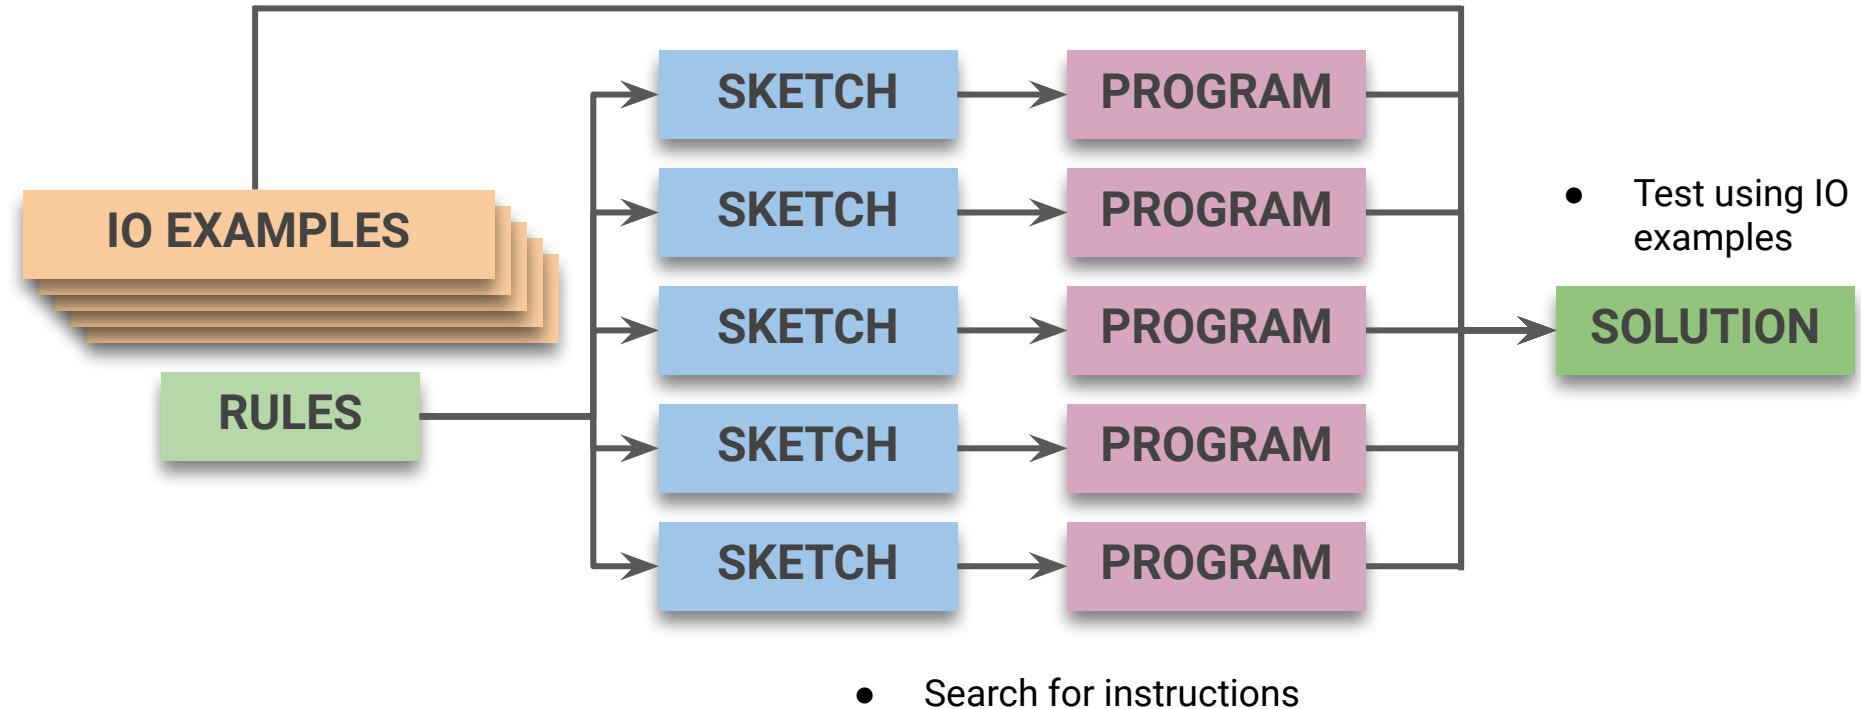 SKETCH
PROGRAM
SKETCH
PROGRAM
● Test using IO
examples
IO EXAMPLES
SKETCH
PROGRAM
SOLUTION
RULES
SKETCH
PROGRAM
SKETCH
PROGRAM
● Search for instructions